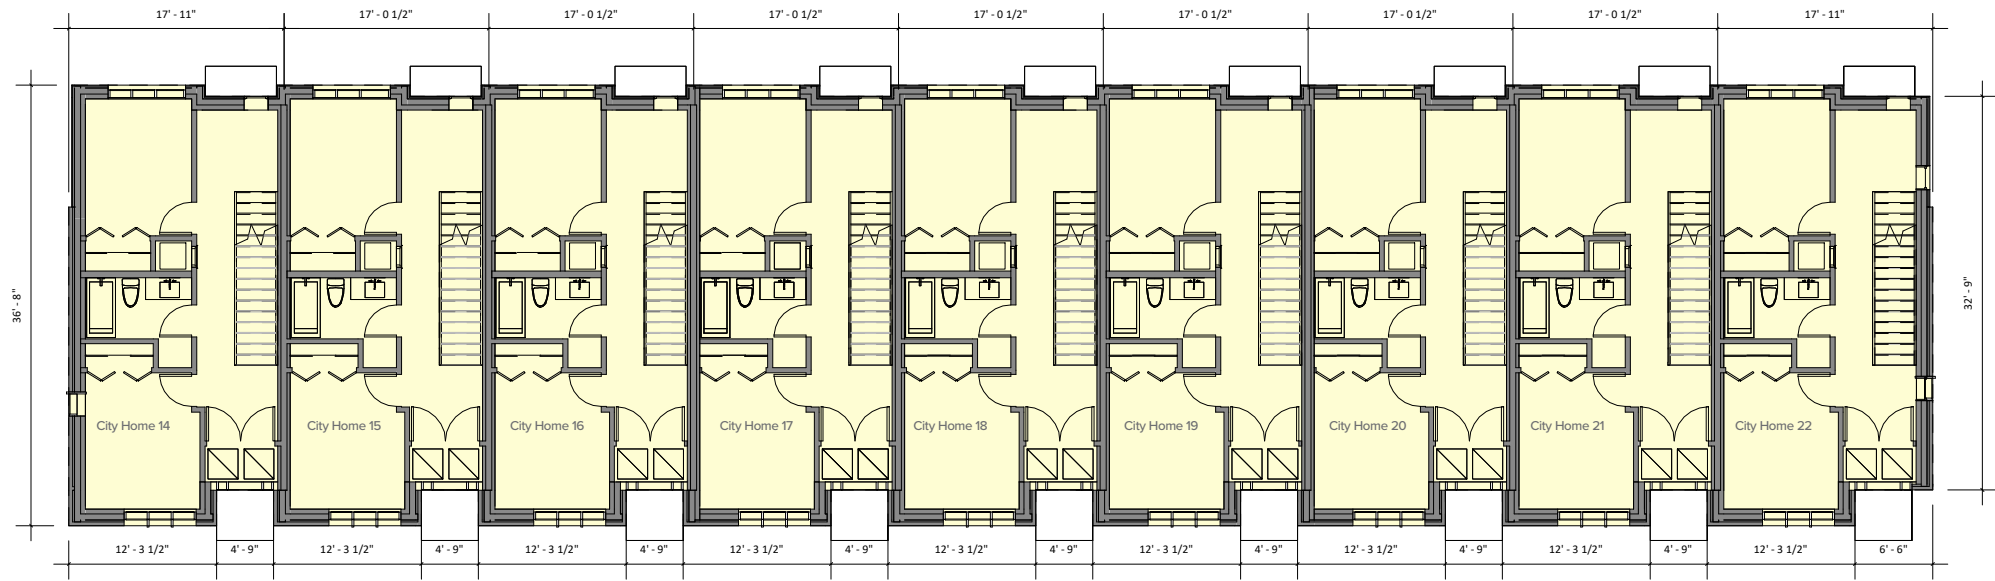 17' - 11" 17' - 0 1/2" 17' - 0 1/2" 17' - 0 1/2" 17' - 0 1/2" 17' - 0 1/2" 17' - 0 1/2" 17' - 0 1/2" 17' - 11"
36' - 8"
32' - 9"
City Home 14 City Home 15 City Home 16 City Home 17 City Home 18 City Home 19 City Home 20 City Home 21 City Home 22
12' - 3 1/2" 4' - 9" 12' - 3 1/2" 4' - 9" 12' - 3 1/2" 4' - 9" 12' - 3 1/2" 4' - 9" 12' - 3 1/2" 4' - 9" 12' - 3 1/2" 4' - 9" 12' - 3 1/2" 4' - 9" 12' - 3 1/2" 4' - 9" 12' - 3 1/2" 6' - 6"